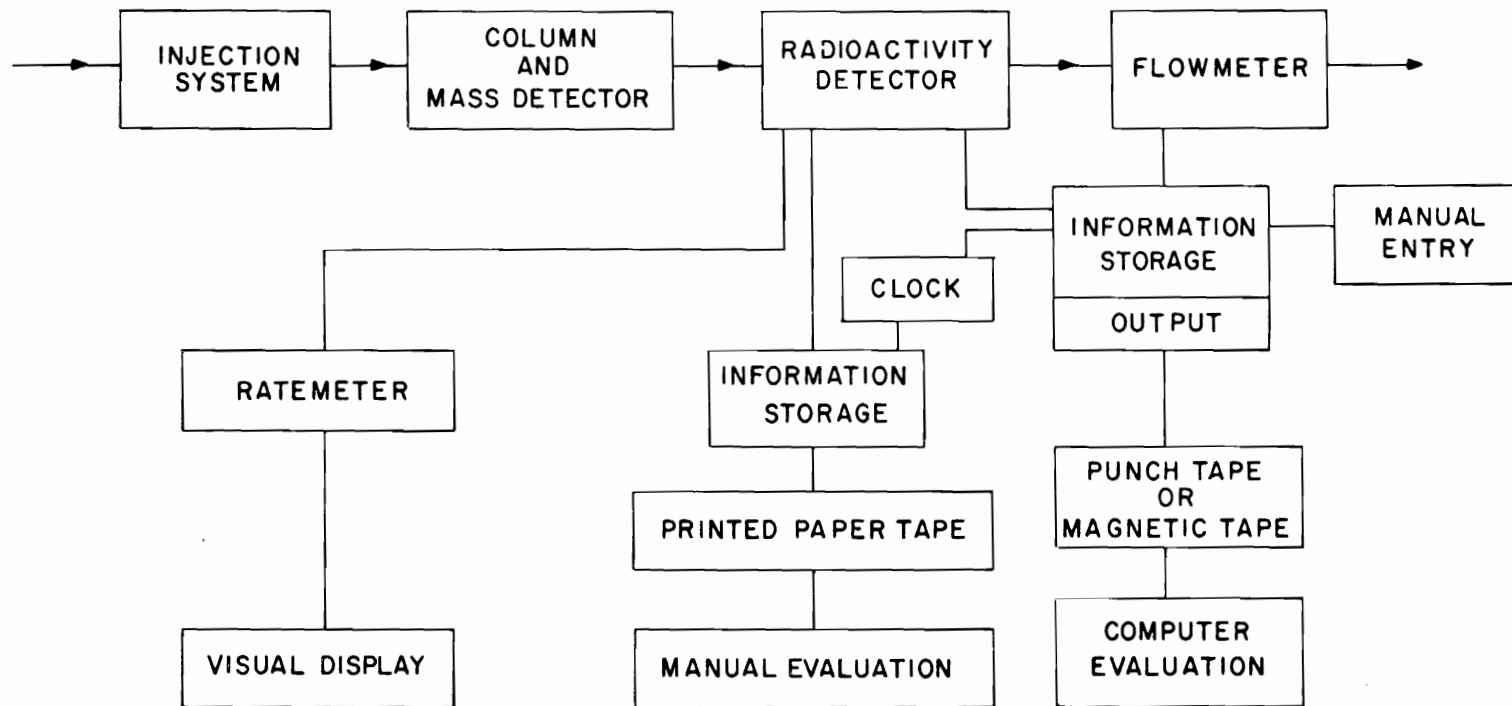 INJECTION
SYSTEM
COLUMN
AND
MASS DETECTOR
RADIOACTIVITY
DETECTOR
FLOWMETER
INFORMATION
STORAGE
OUTPUT
MANUAL
ENTRY
CLOCK
RATEMETER
INFORMATION
STORAGE
PRINTED PAPER TAPE
PUNCH TAPE
OR
MAGNETIC TAPE
VISUAL DISPLAY
MANUAL EVALUATION
COMPUTER
EVALUATION